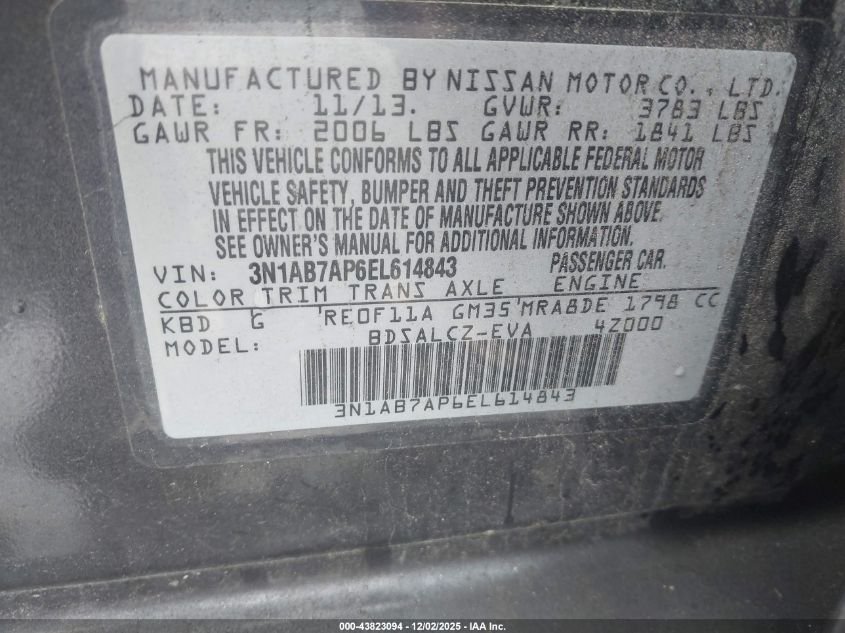 MANUFACTURED BY NISSAN MOTOR CO., LTD.
DATE: 11/13. GVWR: 3783 LBS
GAWR FR: 2006 LBS GAWR RR: 1841 LBS
THIS VEHICLE CONFORMS TO ALL APPLICABLE FEDERAL MOTOR
VEHICLE SAFETY, BUMPER AND THEFT PREVENTION STANDARDS
IN EFFECT ON THE DATE OF MANUFACTURE SHOWN ABOVE.
SEE OWNER'S MANUAL FOR ADDITIONAL INFORMATION.
VIN: 3N1AB7AP6EL614843 PASSENGER CAR.
COLOR TRIM TRANS AXLE ENGINE
KBD G 'RE0F11A GM35'MRA8DE 1798 CC
MODEL: BDSALCZ-EVA 4Z000
3N1AB7AP6EL614843
000-43823094 - 12/02/2025 - IAA Inc.